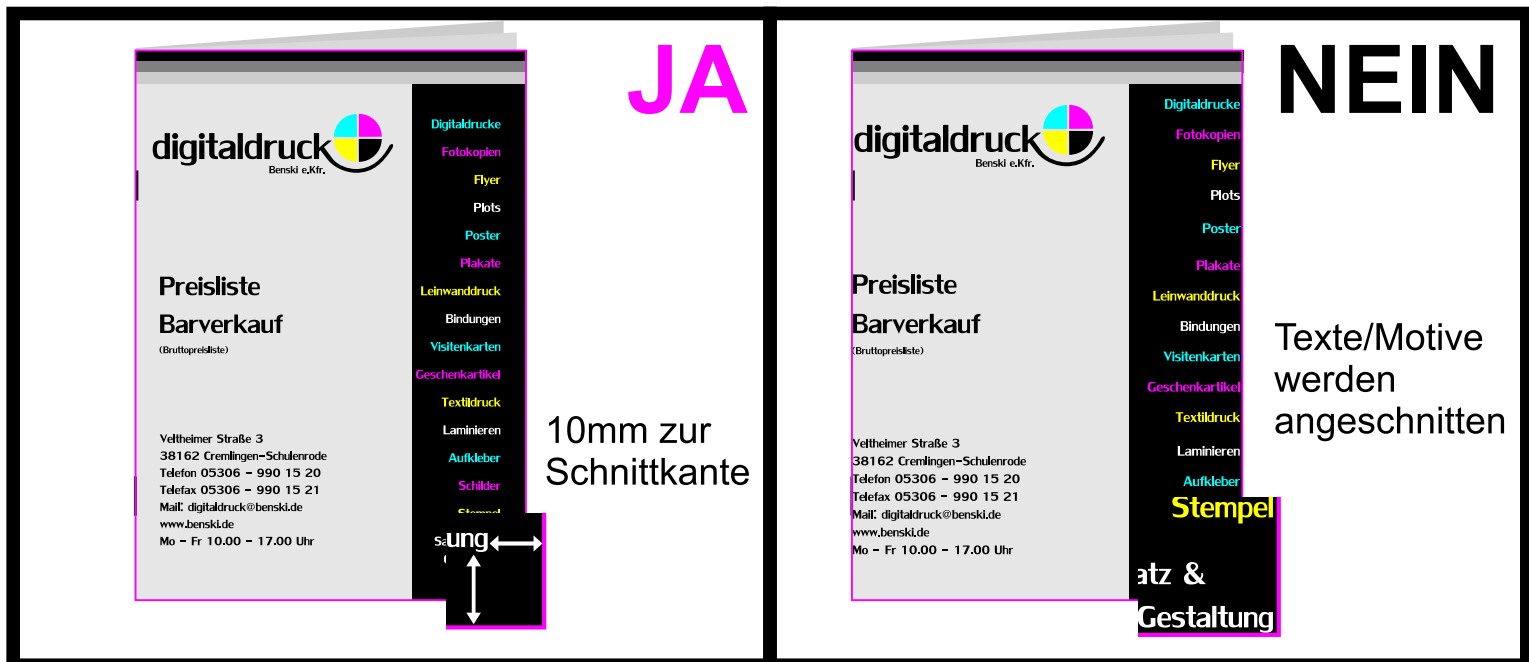 JA
digitaldruck
Benski e.Kfr.
Digitaldrucke
Fotokopien
Flyer
Plots
Poster
Plakate
Leinwanddruck
Bindungen
Visitenkarten
Geschenkartikel
Textildruck
Laminieren
Aufkleber
Schilder
Stempel
ung
Preisliste
Barverkauf
(Bruttopreisliste)
Veltheimer Straße 3
38162 Cremlingen-Schulenrode
Telefon 05306 - 990 15 20
Telefax 05306 - 990 15 21
Mail: digitaldruck@benski.de
www.benski.de
Mo - Fr 10.00 - 17.00 Uhr
10mm zur
Schnittkante
NEIN
digitaldruck
Benski e.Kfr.
Digitaldrucke
Fotokopien
Flyer
Plots
Poster
Plakate
Leinwanddruck
Bindungen
Visitenkarten
Geschenkartikel
Textildruck
Laminieren
Aufkleber
Stempel
atz &
Gestaltung
Preisliste
Barverkauf
(Bruttopreisliste)
Veltheimer Straße 3
38162 Cremlingen-Schulenrode
Telefon 05306 - 990 15 20
Telefax 05306 - 990 15 21
Mail: digitaldruck@benski.de
www.benski.de
Mo - Fr 10.00 - 17.00 Uhr
Texte/Motive
werden
angeschnitten